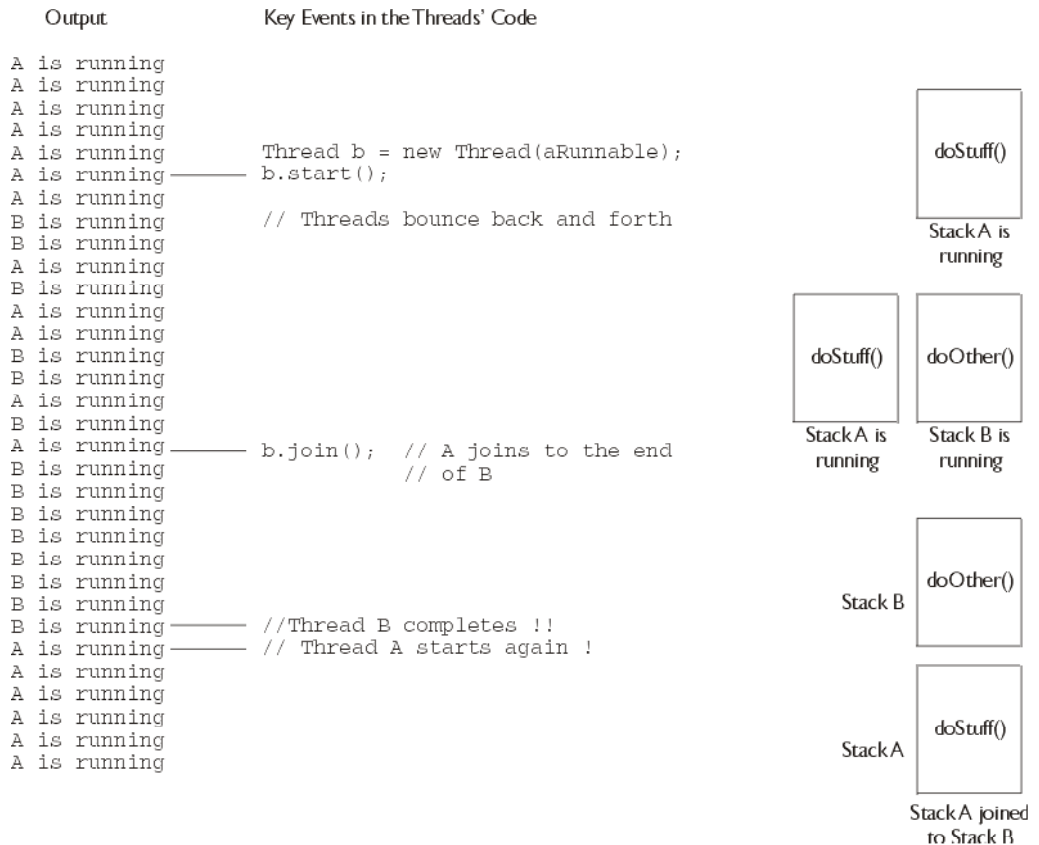 Output
Key Events in the Threads' Code
A is running
A is running
A is running
A is running
A is running
A is running
A is running
B is running
B is running
A is running
B is running
A is running
A is running
B is running
B is running
A is running
B is running
A is running
B is running
B is running
B is running
B is running
B is running
B is running
B is running
B is running
A is running
A is running
A is running
A is running
A is running
A is running
Thread b = new Thread(aRunnable);
b.start();
// Threads bounce back and forth
b.join();  // A joins to the end
// of B
//Thread B completes !!
// Thread A starts again !
doStuff()
Stack A is
running
doStuff()
Stack A is
running
doOther()
Stack B is
running
Stack B
doOther()
Stack A
doStuff()
Stack A joined
to Stack B